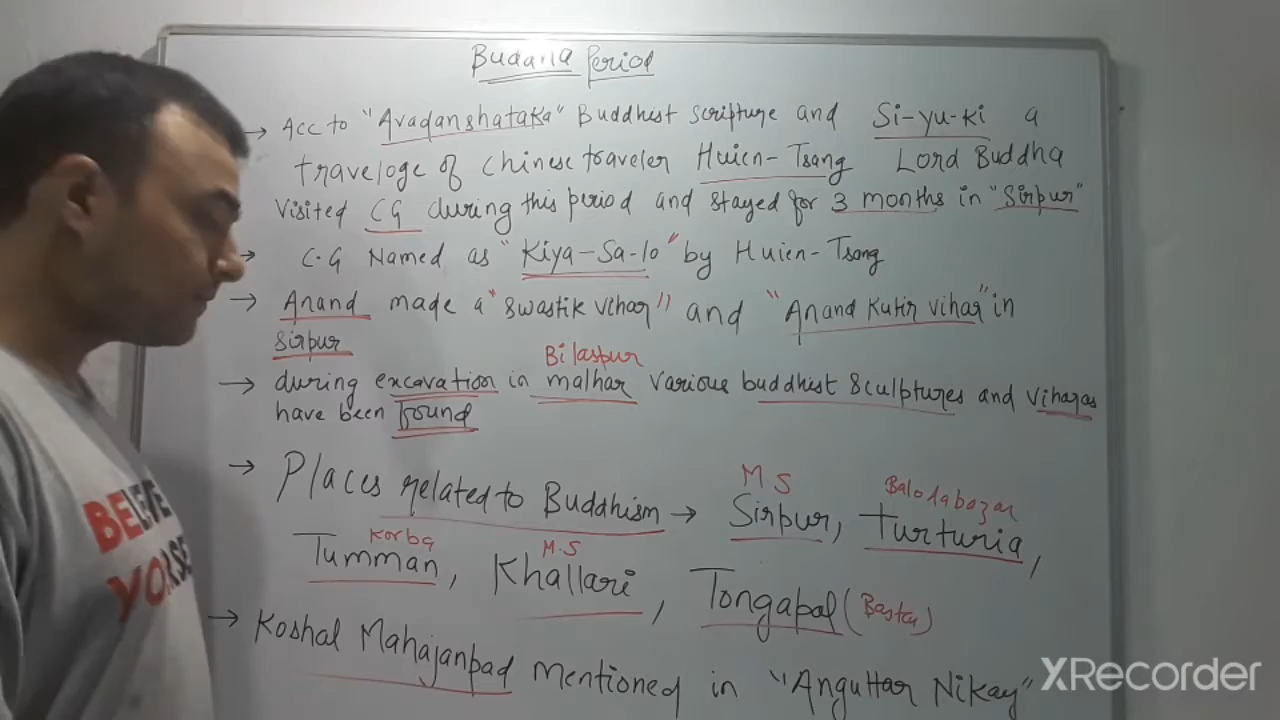 Buddha Period
→ Acc to "Avadanshataka" Buddhist scripture and Si-yu-ki a
traveloge of Chinese traveler Huien-Tsang Lord Buddha
visited CG during this period and stayed for 3 months in "Sirpur"
→ C.G Named as "Kiya-Sa-lo" by Huien-Tsang
→ Anand made a "Swastik Vihar" and "Anand Kutir Vihar" in
Sirpur
Bilaspur
→ during excavation in malhar various buddhist Sculptures and viharas
have been found
→ Places related to Buddhism → Sirpur, Turturia,
M S
Balodabazar
Korba
M.S
Tumman, Khallari, Tongapal (Bastar)
→ Koshal Mahajanpad mentioned in "Anguttar Nikay"
BELIEVE
YO RSE
XRecorder